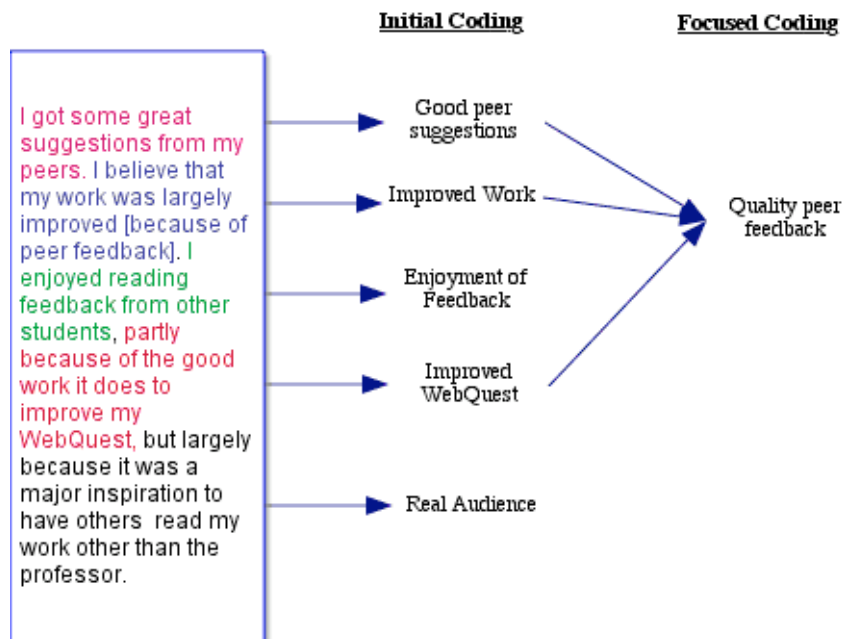 Initial Coding
Focused Coding
I got some great
suggestions from my
peers. I believe that
my work was largely
improved [because of
peer feedback]. I
enjoyed reading
feedback from other
students, partly
because of the good
work it does to
improve my
WebQuest, but largely
because it was a
major inspiration to
have others read my
work other than the
professor.
Good peer
suggestions
Improved Work
Enjoyment of
Feedback
Improved
WebQuest
Real Audience
Quality peer
feedback